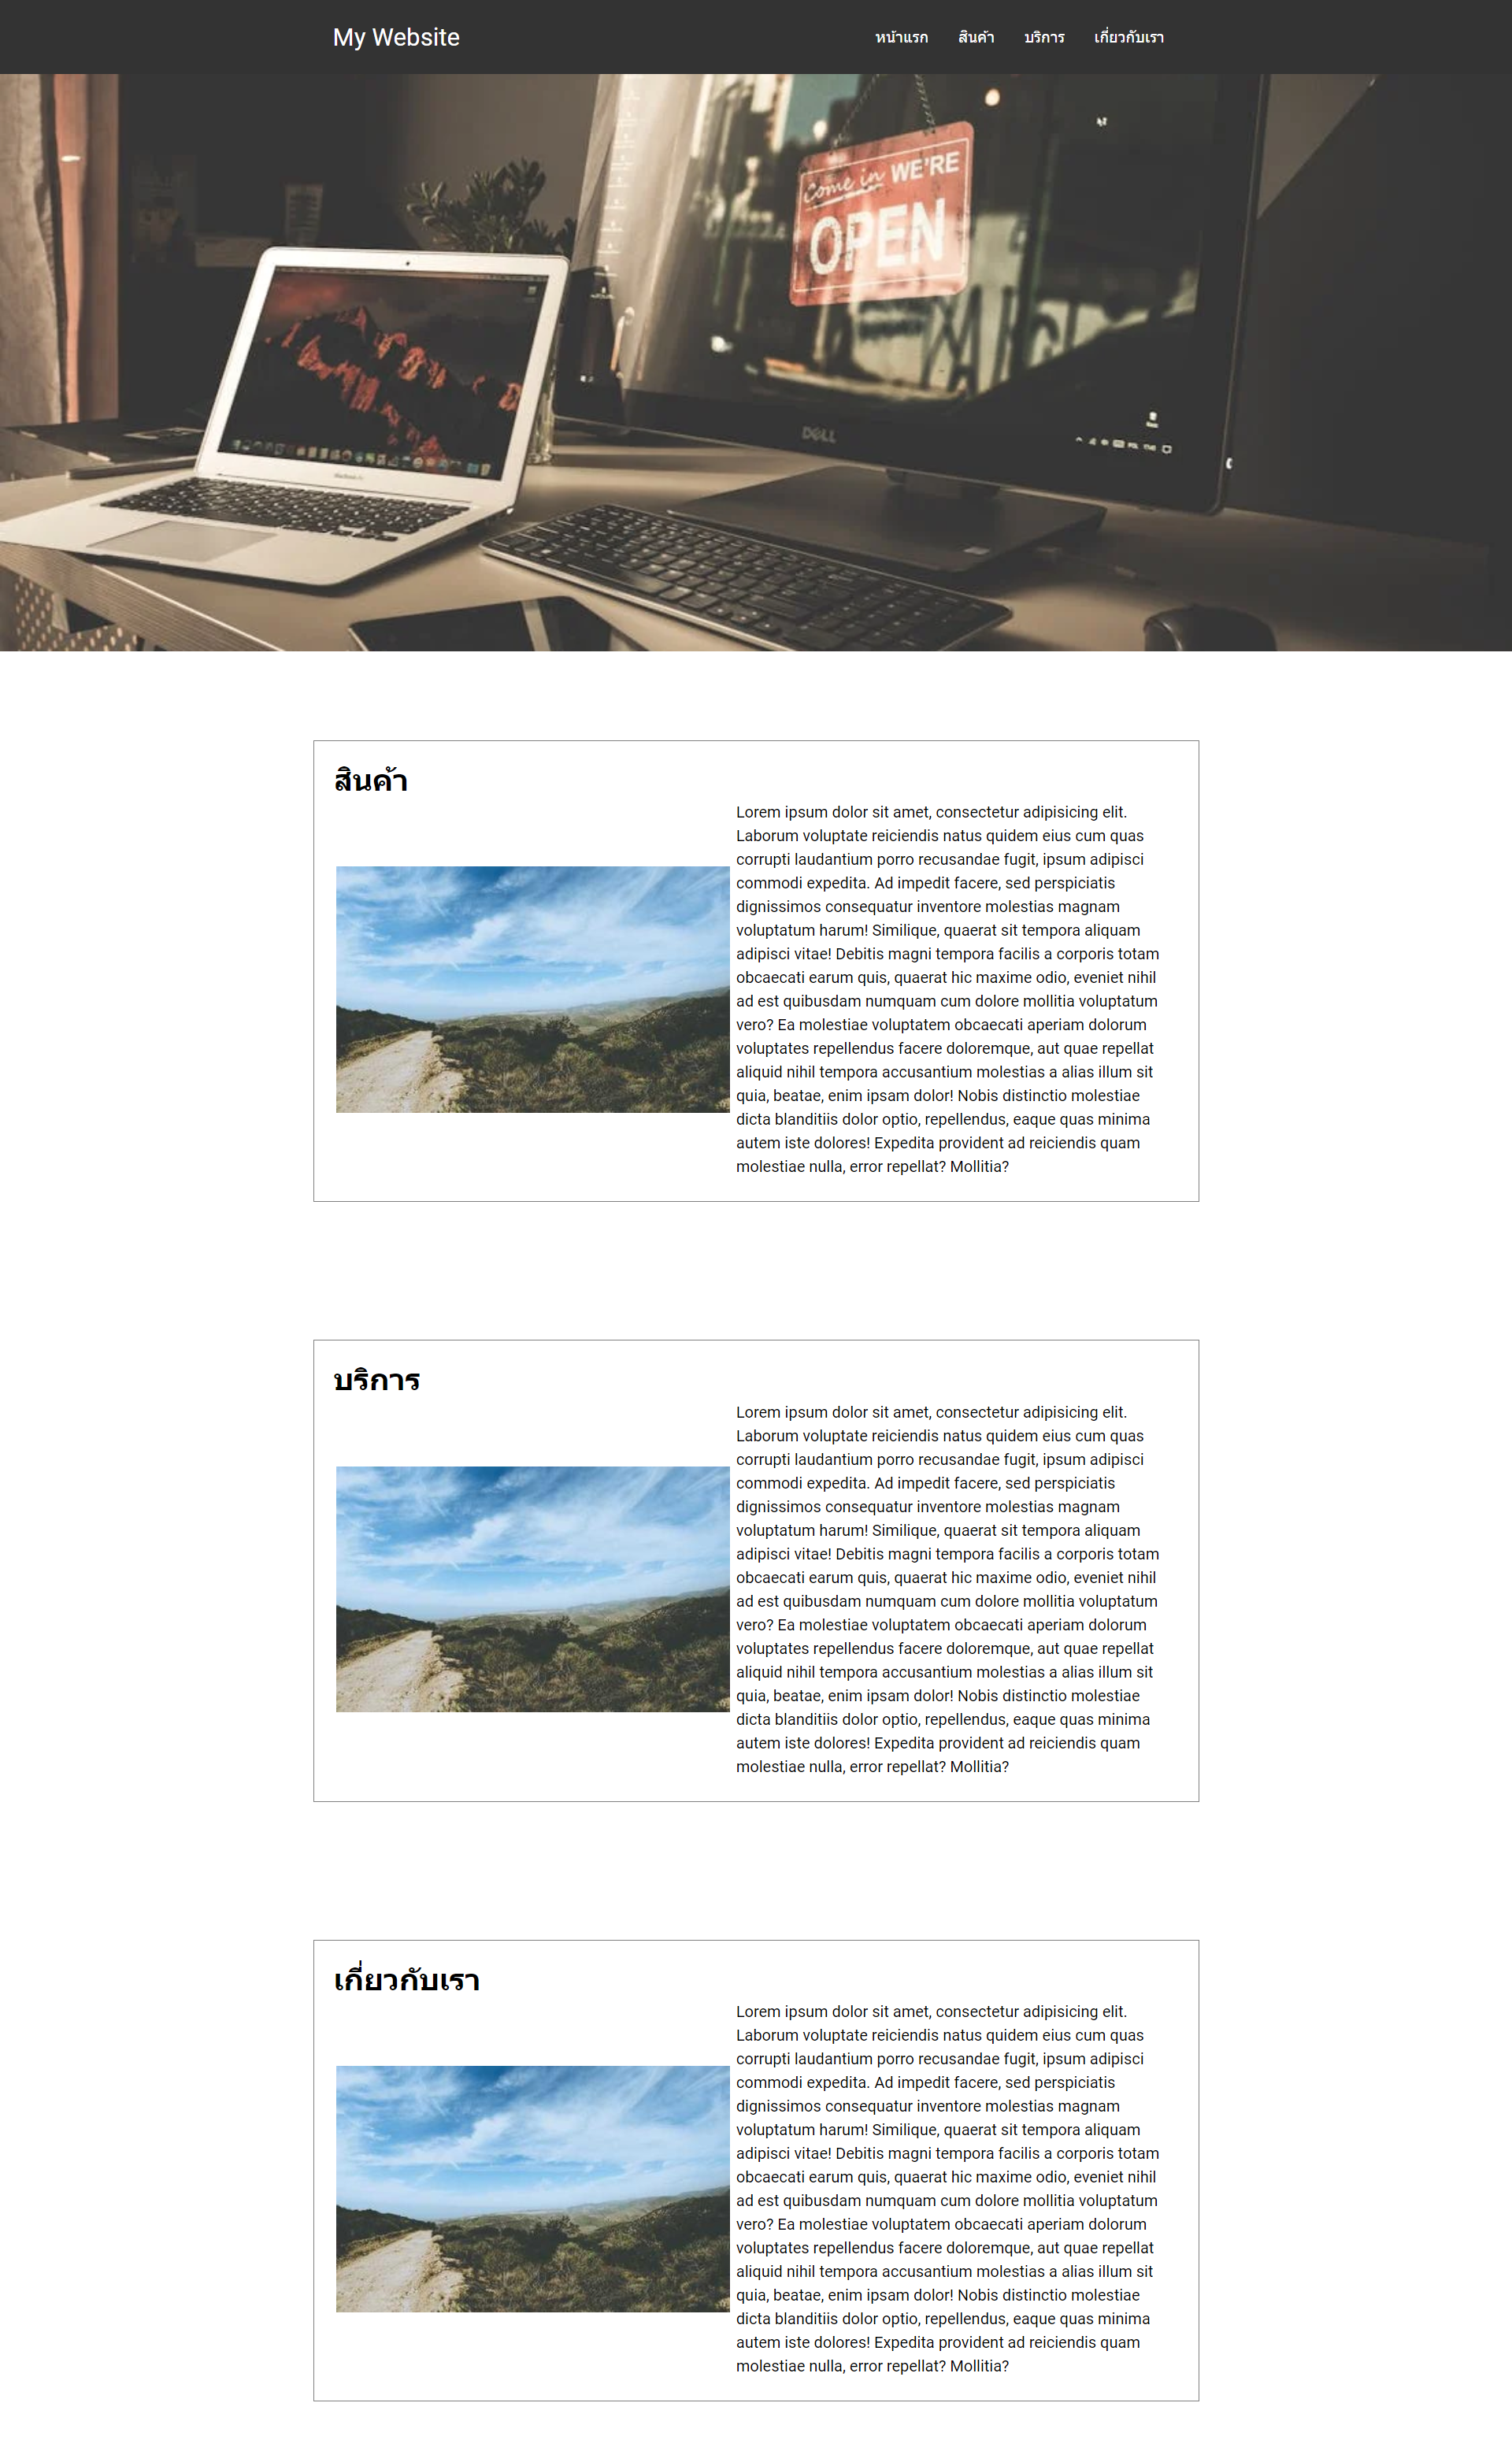 My Website
หน้าแรก สินค้า บริการ เกี่ยวกับเรา
come in WE'RE
OPEN
DELL
สินค้า
Lorem ipsum dolor sit amet, consectetur adipisicing elit.
Laborum voluptate reiciendis natus quidem eius cum quas
corrupti laudantium porro recusandae fugit, ipsum adipisci
commodi expedita. Ad impedit facere, sed perspiciatis
dignissimos consequatur inventore molestias magnam
voluptatum harum! Similique, quaerat sit tempora aliquam
adipisci vitae! Debitis magni tempora facilis a corporis totam
obcaecati earum quis, quaerat hic maxime odio, eveniet nihil
ad est quibusdam numquam cum dolore mollitia voluptatum
vero? Ea molestiae voluptatem obcaecati aperiam dolorum
voluptates repellendus facere doloremque, aut quae repellat
aliquid nihil tempora accusantium molestias a alias illum sit
quia, beatae, enim ipsam dolor! Nobis distinctio molestiae
dicta blanditiis dolor optio, repellendus, eaque quas minima
autem iste dolores! Expedita provident ad reiciendis quam
molestiae nulla, error repellat? Mollitia?
บริการ
Lorem ipsum dolor sit amet, consectetur adipisicing elit.
Laborum voluptate reiciendis natus quidem eius cum quas
corrupti laudantium porro recusandae fugit, ipsum adipisci
commodi expedita. Ad impedit facere, sed perspiciatis
dignissimos consequatur inventore molestias magnam
voluptatum harum! Similique, quaerat sit tempora aliquam
adipisci vitae! Debitis magni tempora facilis a corporis totam
obcaecati earum quis, quaerat hic maxime odio, eveniet nihil
ad est quibusdam numquam cum dolore mollitia voluptatum
vero? Ea molestiae voluptatem obcaecati aperiam dolorum
voluptates repellendus facere doloremque, aut quae repellat
aliquid nihil tempora accusantium molestias a alias illum sit
quia, beatae, enim ipsam dolor! Nobis distinctio molestiae
dicta blanditiis dolor optio, repellendus, eaque quas minima
autem iste dolores! Expedita provident ad reiciendis quam
molestiae nulla, error repellat? Mollitia?
เกี่ยวกับเรา
Lorem ipsum dolor sit amet, consectetur adipisicing elit.
Laborum voluptate reiciendis natus quidem eius cum quas
corrupti laudantium porro recusandae fugit, ipsum adipisci
commodi expedita. Ad impedit facere, sed perspiciatis
dignissimos consequatur inventore molestias magnam
voluptatum harum! Similique, quaerat sit tempora aliquam
adipisci vitae! Debitis magni tempora facilis a corporis totam
obcaecati earum quis, quaerat hic maxime odio, eveniet nihil
ad est quibusdam numquam cum dolore mollitia voluptatum
vero? Ea molestiae voluptatem obcaecati aperiam dolorum
voluptates repellendus facere doloremque, aut quae repellat
aliquid nihil tempora accusantium molestias a alias illum sit
quia, beatae, enim ipsam dolor! Nobis distinctio molestiae
dicta blanditiis dolor optio, repellendus, eaque quas minima
autem iste dolores! Expedita provident ad reiciendis quam
molestiae nulla, error repellat? Mollitia?